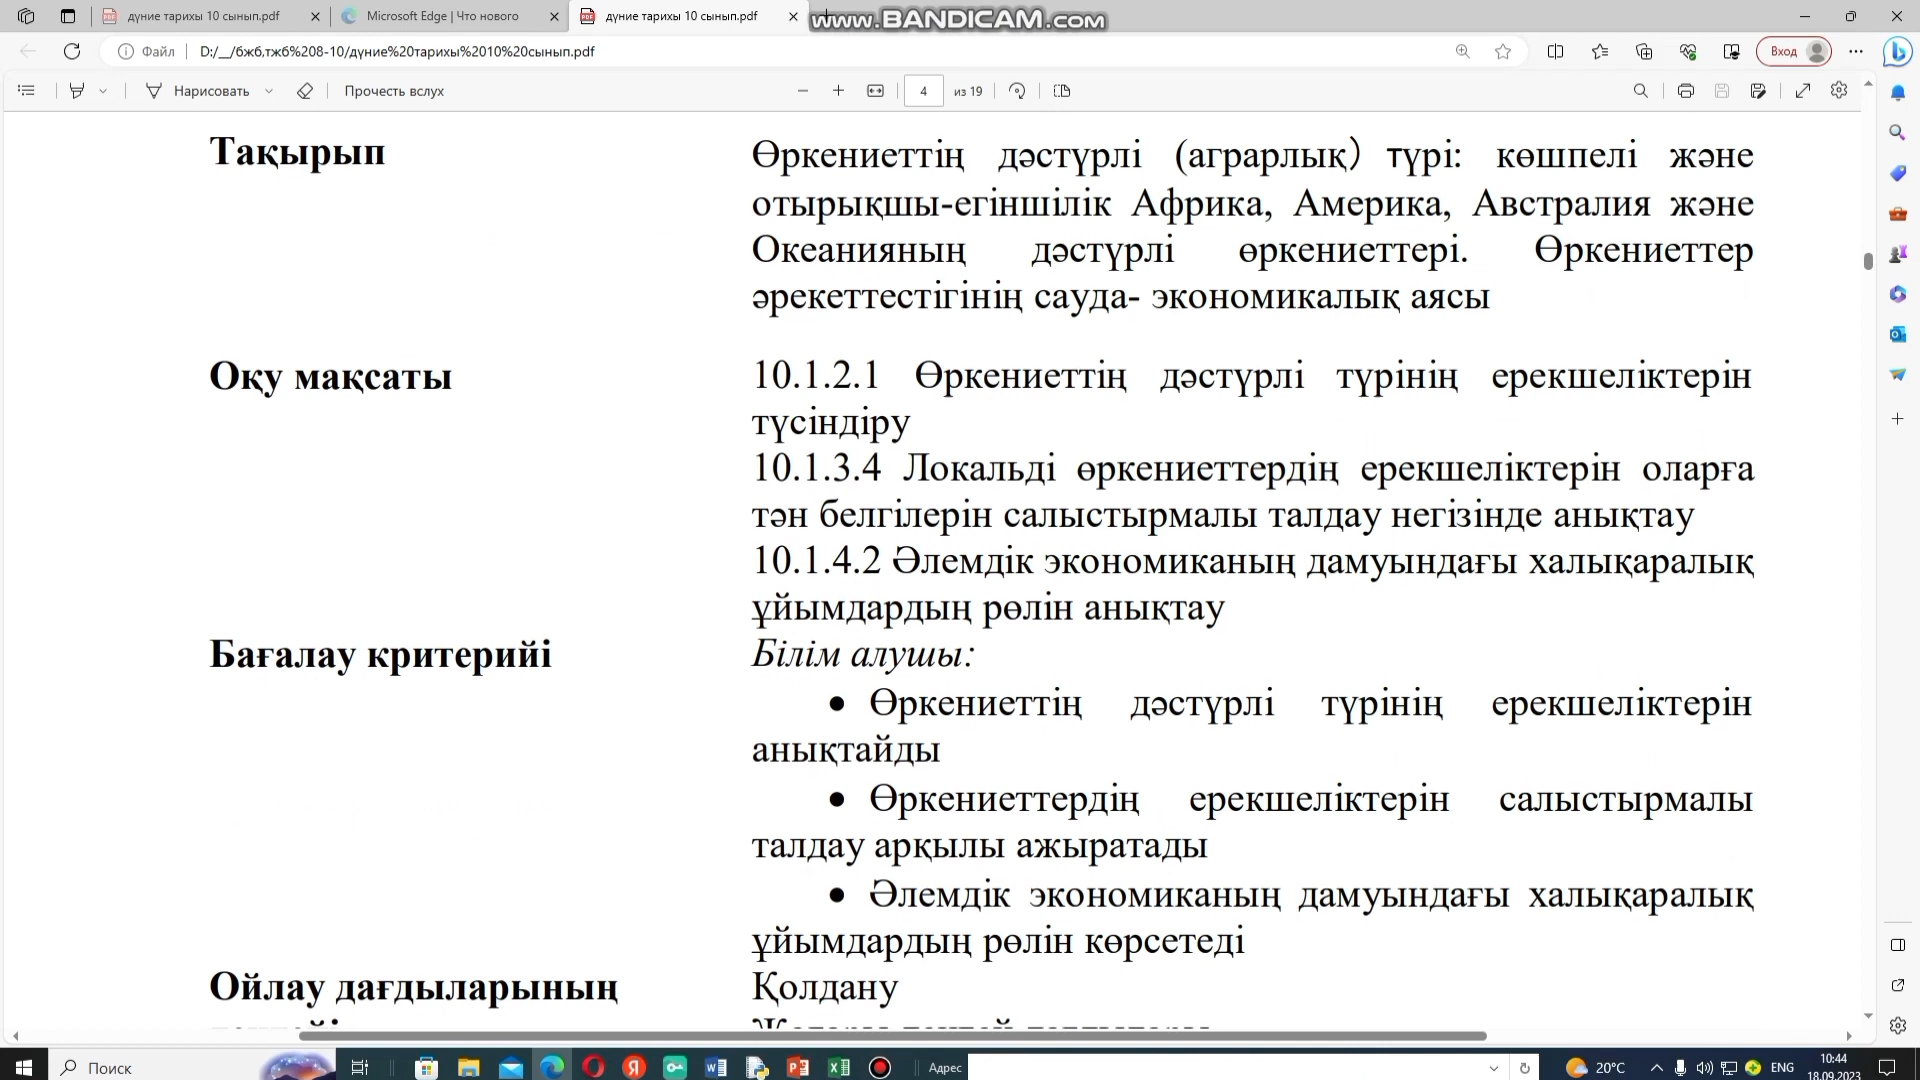 дүние тарихы 10 сынып.pdf
Microsoft Edge | Что нового
дүние тарихы 10 сынып.pdf
www.BANDICAM.com
Файл
D:/__/бжб,тжб%208-10/дүние%20тарихы%2010%20сынып.pdf
Вход
Нарисовать
Прочесть вслух
4
из 19
Тақырып
Өркениеттің дәстүрлі (аграрлық) түрі: көшпелі және
отырықшы-егіншілік Африка, Америка, Австралия және
Океанияның дәстүрлі өркениеттері. Өркениеттер
әрекеттестігінің сауда- экономикалық аясы
Оқу мақсаты
10.1.2.1 Өркениеттің дәстүрлі түрінің ерекшеліктерін
түсіндіру
10.1.3.4 Локальді өркениеттердің ерекшеліктерін оларға
тән белгілерін салыстырмалы талдау негізінде анықтау
10.1.4.2 Әлемдік экономиканың дамуындағы халықаралық
ұйымдардың рөлін анықтау
Бағалау критерийі
Білім алушы:
• Өркениеттің дәстүрлі түрінің ерекшеліктерін
анықтайды
• Өркениеттердің ерекшеліктерін салыстырмалы
талдау арқылы ажыратады
• Әлемдік экономиканың дамуындағы халықаралық
ұйымдардың рөлін көрсетеді
Ойлау дағдыларының
Қолдану
Поиск
Адрес
20°C
ENG
10:44
18.09.2023